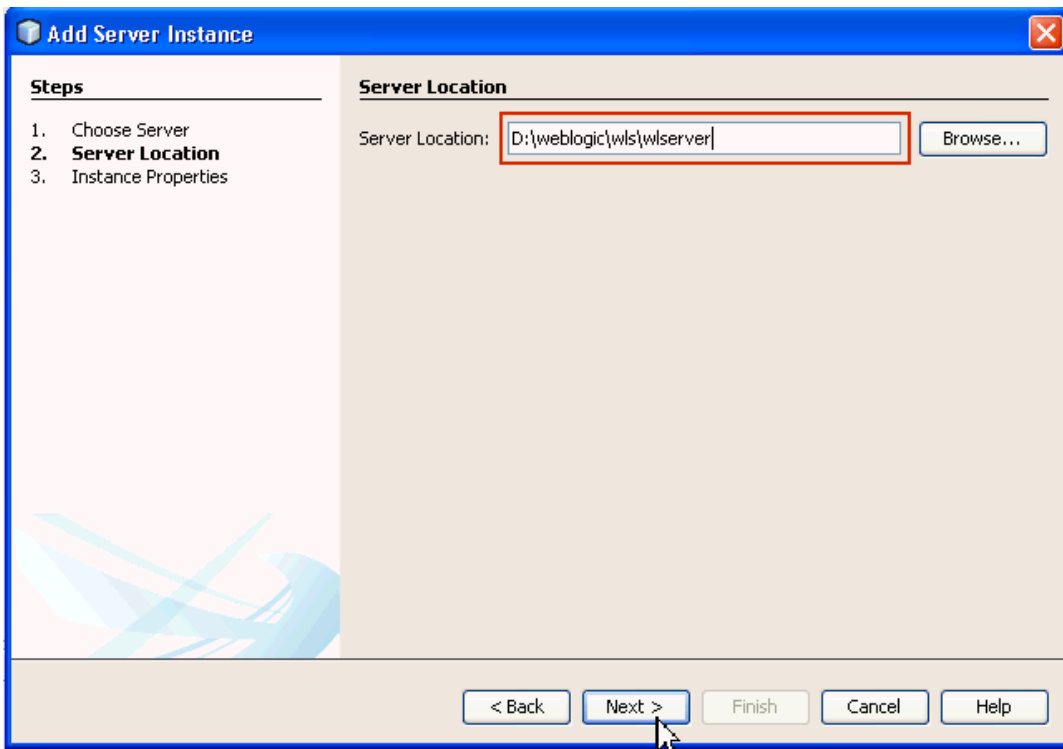 Add Server Instance
Steps
1. Choose Server
2. Server Location
3. Instance Properties
Server Location
Server Location: D:\weblogic\wls\wlserver Browse...
< Back Next > Finish Cancel Help